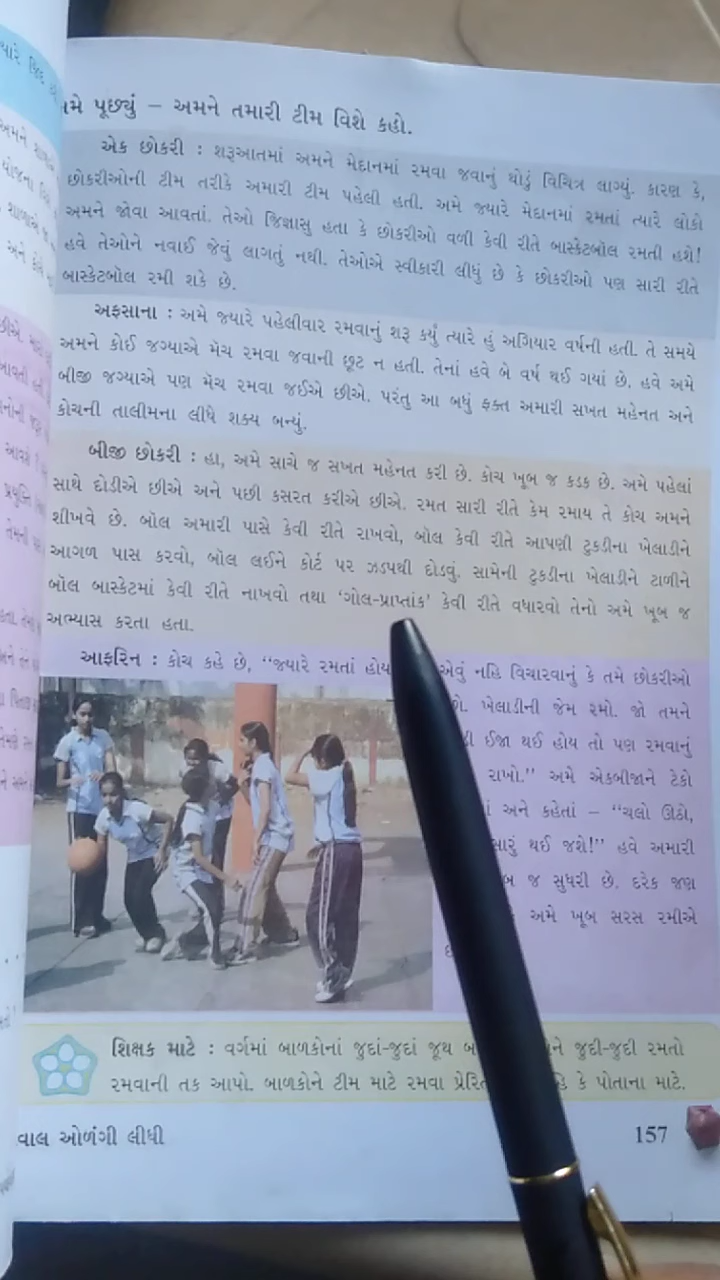 મે પૂછ્યું – અમને તમારી ટીમ વિશે કહો.
એક છોકરી : શરૂઆતમાં અમને મેદાનમાં રમવા જવાનું થોડું વિચિત્ર લાગ્યું. કારણ કે,
છોકરીઓની ટીમ તરીકે અમારી ટીમ પહેલી હતી. અમે જ્યારે મેદાનમાં રમતાં ત્યારે લોકો
અમને જોવા આવતાં. તેઓ જિજ્ઞાસુ હતા કે છોકરીઓ વળી કેવી રીતે બાસ્કેટબૉલ રમતી હશે!
હવે તેઓને નવાઈ જેવું લાગતું નથી. તેઓએ સ્વીકારી લીધું છે કે છોકરીઓ પણ સારી રીતે
બાસ્કેટબૉલ રમી શકે છે.
અફસાના : અમે જ્યારે પહેલીવાર રમવાનું શરૂ કર્યું ત્યારે હું અગિયાર વર્ષની હતી. તે સમયે
અમને કોઈ જગ્યાએ મૅચ રમવા જવાની છૂટ ન હતી. તેનાં હવે બે વર્ષ થઈ ગયાં છે. હવે અમે
બીજી જગ્યાએ પણ મૅચ રમવા જઈએ છીએ. પરંતુ આ બધું ફક્ત અમારી સખત મહેનત અને
કોચની તાલીમના લીધે શક્ય બન્યું.
બીજી છોકરી : હા, અમે સાચે જ સખત મહેનત કરી છે. કોચ ખૂબ જ કડક છે. અમે પહેલાં
સાથે દોડીએ છીએ અને પછી કસરત કરીએ છીએ. રમત સારી રીતે કેમ રમાય તે કોચ અમને
શીખવે છે. બૉલ અમારી પાસે કેવી રીતે રાખવો, બૉલ કેવી રીતે આપણી ટુકડીના ખેલાડીને
આગળ પાસ કરવો, બૉલ લઈને કોર્ટ પર ઝડપથી દોડવું. સામેની ટુકડીના ખેલાડીને ટાળીને
બૉલ બાસ્કેટમાં કેવી રીતે નાખવો તથા ‘ગોલ-પ્રાપ્તાંક’ કેવી રીતે વધારવો તેનો અમે ખૂબ જ
અભ્યાસ કરતા હતા.
આફરિન : કોચ કહે છે, “જ્યારે રમતાં હોય એવું નહિ વિચારવાનું કે તમે છોકરીઓ
છો. ખેલાડીની જેમ રમો. જો તમને
ઈજા થઈ હોય તો પણ રમવાનું
રાખો.” અમે એકબીજાને ટેકો
અને કહેતાં – “ચલો ઊઠો,
સારું થઈ જશે!” હવે અમારી
જ સુધરી છે. દરેક જણ
અમે ખૂબ સરસ રમીએ
શિક્ષક માટે : વર્ગમાં બાળકોનાં જુદાં-જુદાં જૂથ જુદી-જુદી રમતો
રમવાની તક આપો. બાળકોને ટીમ માટે રમવા કે પોતાના માટે.
વાલ ઓળંગી લીધી 157